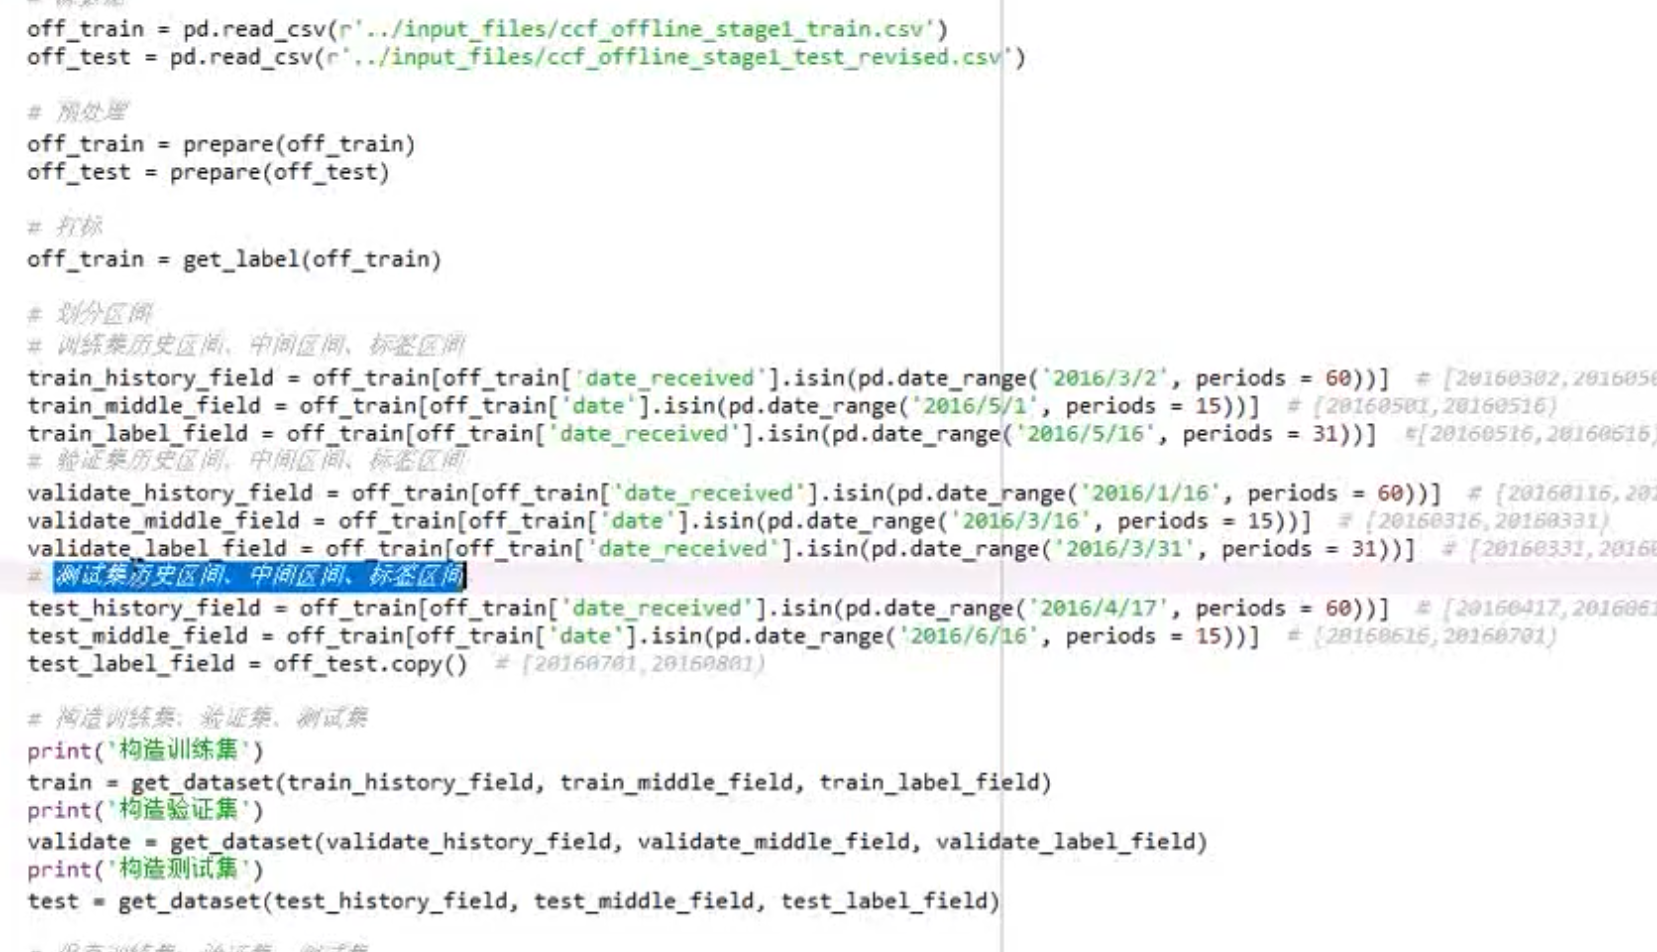 off_train = pd.read_csv(r'../input_files/ccf_offline_stage1_train.csv')
off_test = pd.read_csv(r'../input_files/ccf_offline_stage1_test_revised.csv')
# 预处理
off_train = prepare(off_train)
off_test = prepare(off_test)
# 打标
off_train = get_label(off_train)
# 划分区间
# 训练集历史区间、中间区间、标签区间
train_history_field = off_train[off_train['date_received'].isin(pd.date_range('2016/3/2', periods = 60))] # [20160302,2016050
train_middle_field = off_train[off_train['date'].isin(pd.date_range('2016/5/1', periods = 15))] # [20160501,20160516)
train_label_field = off_train[off_train['date_received'].isin(pd.date_range('2016/5/16', periods = 31))] #[20160516,20160616)
# 验证集历史区间、中间区间、标签区间
validate_history_field = off_train[off_train['date_received'].isin(pd.date_range('2016/1/16', periods = 60))] # [20160116,201
validate_middle_field = off_train[off_train['date'].isin(pd.date_range('2016/3/16', periods = 15))] # [20160316,20160331)
validate_label_field = off_train[off_train['date_received'].isin(pd.date_range('2016/3/31', periods = 31))] # [20160331,20160
# 测试集历史区间、中间区间、标签区间
test_history_field = off_train[off_train['date_received'].isin(pd.date_range('2016/4/17', periods = 60))] # [20160417,2016061
test_middle_field = off_train[off_train['date'].isin(pd.date_range('2016/6/16', periods = 15))] # [20160616,20160701)
test_label_field = off_test.copy() # [20160701,20160801)
# 构造训练集、验证集、测试集
print('构造训练集')
train = get_dataset(train_history_field, train_middle_field, train_label_field)
print('构造验证集')
validate = get_dataset(validate_history_field, validate_middle_field, validate_label_field)
print('构造测试集')
test = get_dataset(test_history_field, test_middle_field, test_label_field)